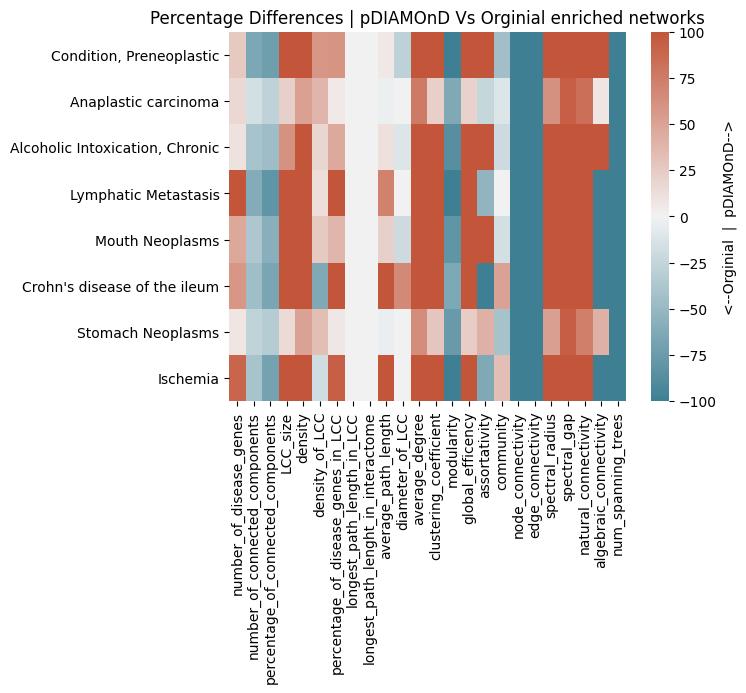 Percentage Differences | pDIAMOnD Vs Orginial enriched networks
Condition, Preneoplastic
Anaplastic carcinoma
Alcoholic Intoxication, Chronic
Lymphatic Metastasis
Mouth Neoplasms
Crohn's disease of the ileum
Stomach Neoplasms
Ischemia
number_of_disease_genes
number_of_connected_components
percentage_of_connected_components
LCC_size
density
density_of_LCC
percentage_of_disease_genes_in_LCC
longest_path_length_in_LCC
longest_path_lenght_in_interactome
average_path_length
diameter_of_LCC
average_degree
clustering_coefficient
modularity
global_efficency
assortativity
community
node_connectivity
edge_connectivity
spectral_radius
spectral_gap
natural_connectivity
algebraic_connectivity
num_spanning_trees
100
75
50
25
0
−25
−50
−75
−100
<--Orginial | pDIAMOnD-->